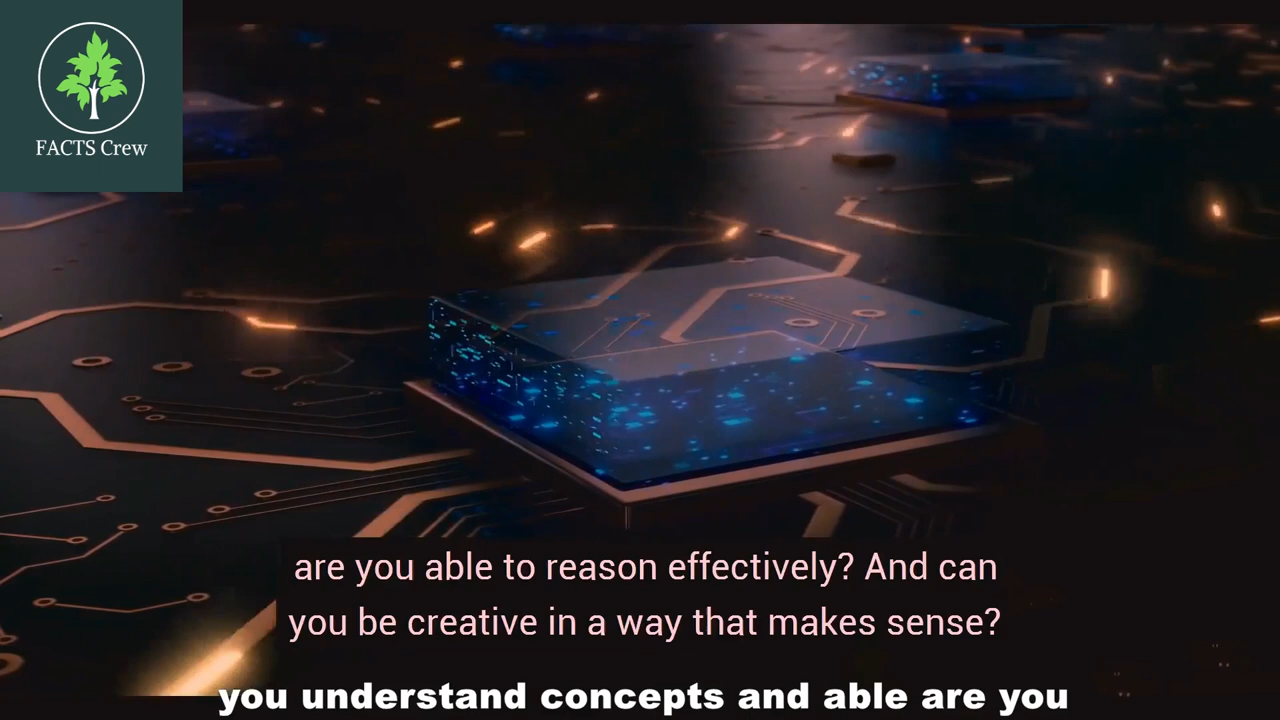 FACTS Crew
are you able to reason effectively? And can
you be creative in a way that makes sense?
you understand concepts and able are you